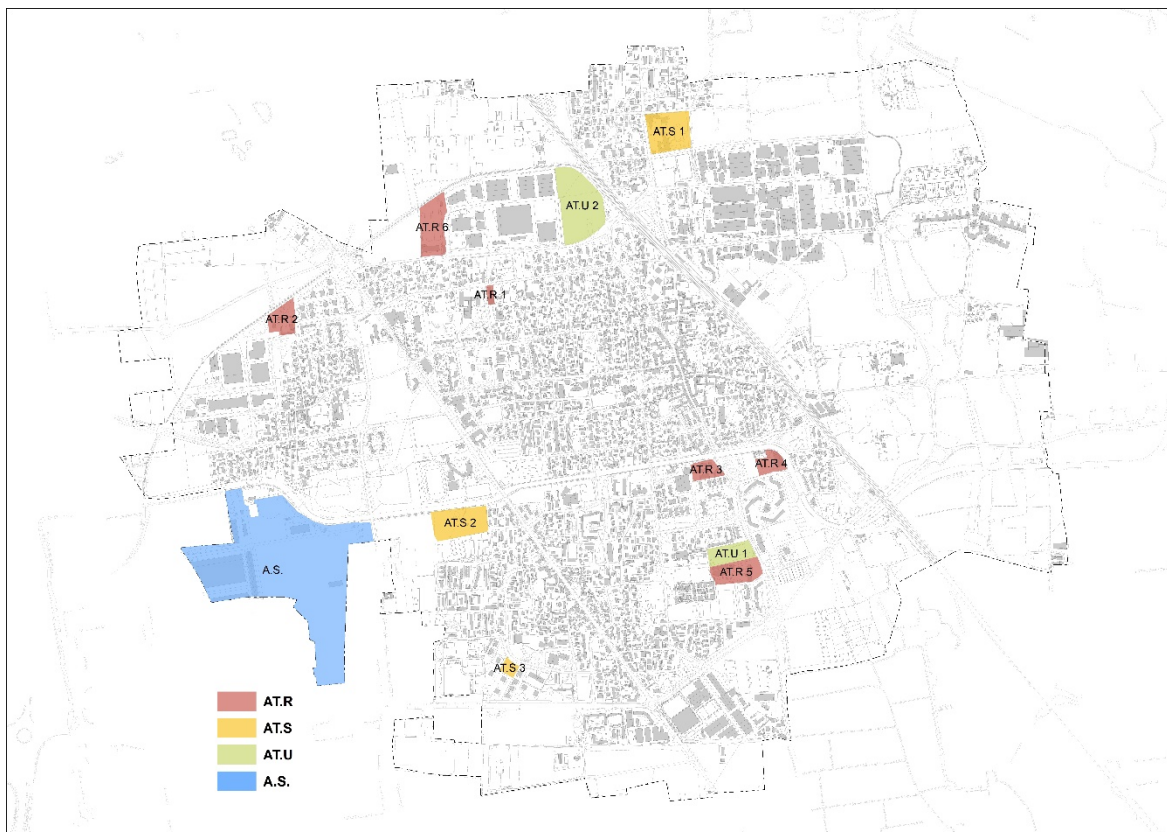 AT.S 1
AT.U 2
AT.R 6
AT.R 1
AT.R 2
AT.R 3
AT.R 4
AT.S 2
AT.U 1
AT.R 5
A.S.
AT.S 3
AT.R
AT.S
AT.U
A.S.